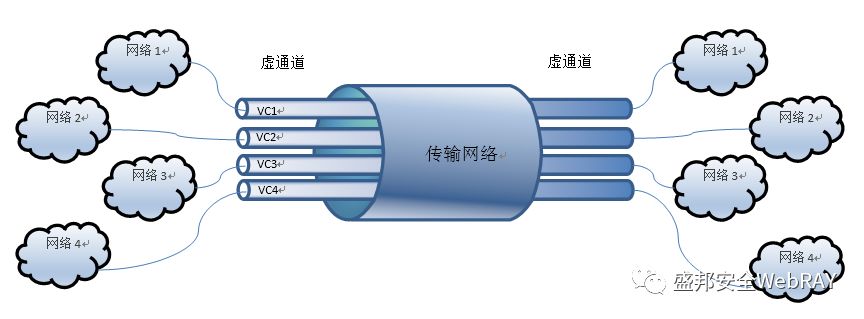 网络 1
虚通道
虚通道
网络 1
网络 2
VC1
VC2
传输网络
网络 2
网络 3
VC3
网络 3
VC4
网络 4
网络 4
盛邦安全WebRAY